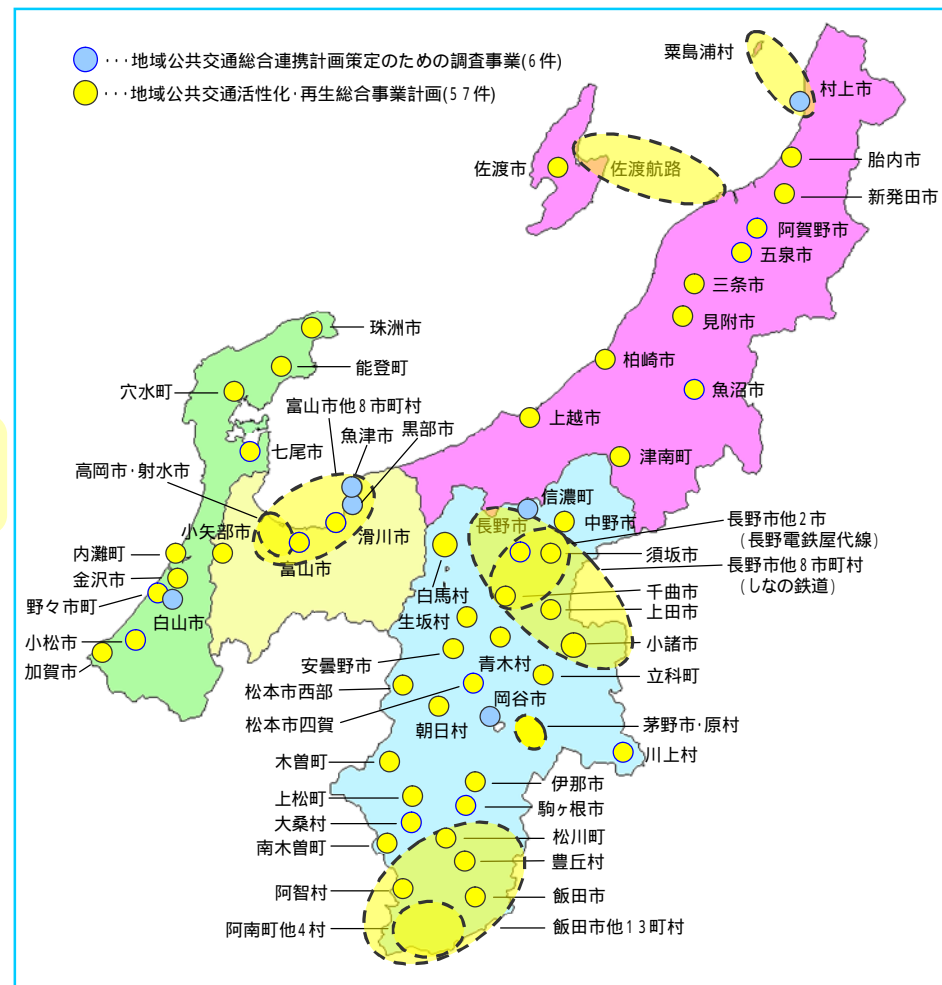 ･･･地域公共交通総合連携計画策定のための調査事業(6件)
･･･地域公共交通活性化･再生総合事業計画(57件)
粟島浦村
村上市
佐渡市
佐渡航路
胎内市
新発田市
阿賀野市
五泉市
三条市
見附市
珠洲市
柏崎市
能登町
魚沼市
穴水町
富山市他8市町村
上越市
魚津市
黒部市
七尾市
津南町
高岡市･射水市
信濃町
長野市
中野市
長野市他2市
(長野電鉄屋代線)
小矢部市
滑川市
須坂市
内灘町
富山市
長野市他8市町村
(しなの鉄道)
金沢市
白馬村
千曲市
野々市町
白山市
生坂村
上田市
小松市
小諸市
加賀市
安曇野市
青木村
立科町
松本市西部
岡谷市
松本市四賀
朝日村
茅野市･原村
川上村
木曽町
伊那市
上松町
駒ヶ根市
大桑村
松川町
南木曽町
豊丘村
阿智村
飯田市
阿南町他4村
飯田市他13町村